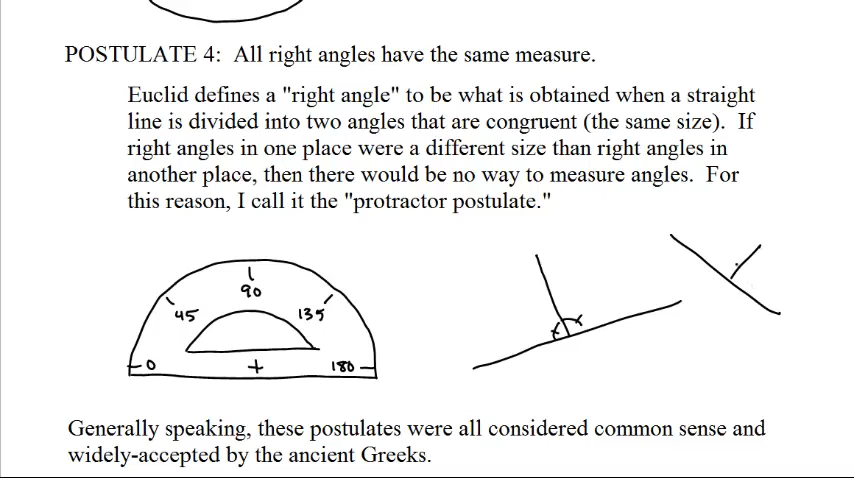 POSTULATE 4: All right angles have the same measure.
Euclid defines a "right angle" to be what is obtained when a straight
line is divided into two angles that are congruent (the same size). If
right angles in one place were a different size than right angles in
another place, then there would be no way to measure angles. For
this reason, I call it the "protractor postulate."
90
45 135
0 180
Generally speaking, these postulates were all considered common sense and
widely-accepted by the ancient Greeks.